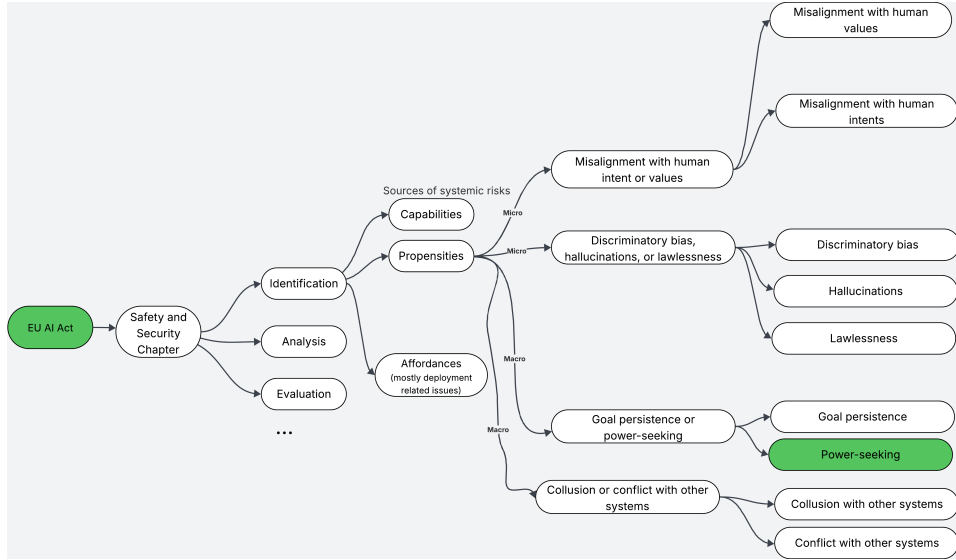 EU AI Act
Safety and
Security
Chapter
Identification
Analysis
Evaluation
...
Sources of systemic risks
Capabilities
Propensities
Affordances
(mostly deployment
related issues)
Micro
Micro
Macro
Macro
Misalignment with human
intent or values
Discriminatory bias,
hallucinations, or lawlessness
Goal persistence or
power-seeking
Collusion or conflict with other
systems
Misalignment with human
values
Misalignment with human
intents
Discriminatory bias
Hallucinations
Lawlessness
Goal persistence
Power-seeking
Collusion with other systems
Conflict with other systems